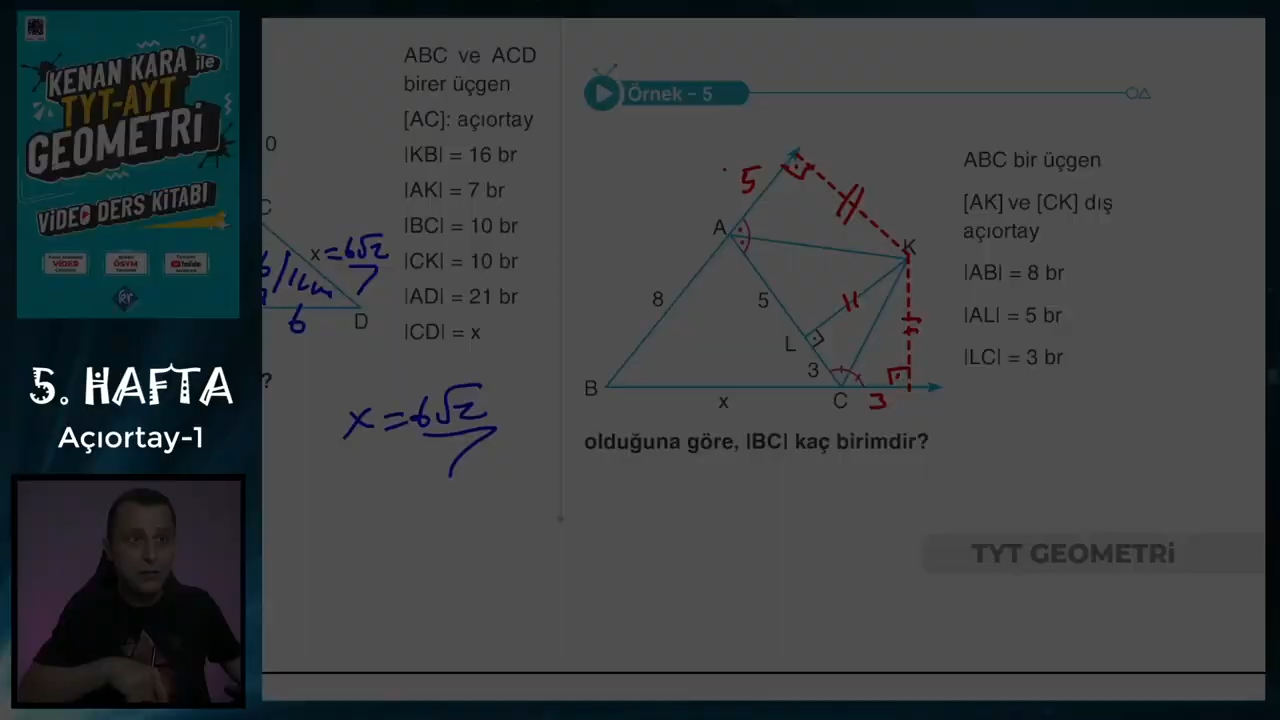 KENAN KARA ile
TYT-AYT
GEOMETRİ
VİDEO DERS KİTABI
5. HAFTA
Açıortay-1
ABC ve ACD
birer üçgen
[AC]: açıortay
|KB| = 16 br
|AK| = 7 br
|BC| = 10 br
|CK| = 10 br
|AD| = 21 br
|CD| = x
0
C
x=6√2/7
6
D
?
x=6√2/7
Örnek - 5
ABC bir üçgen
[AK] ve [CK] dış
açıortay
|AB| = 8 br
|AL| = 5 br
|LC| = 3 br
5
A
K
8
5
L
3
B
x
C
3
olduğuna göre, |BC| kaç birimdir?
TYT GEOMETRİ